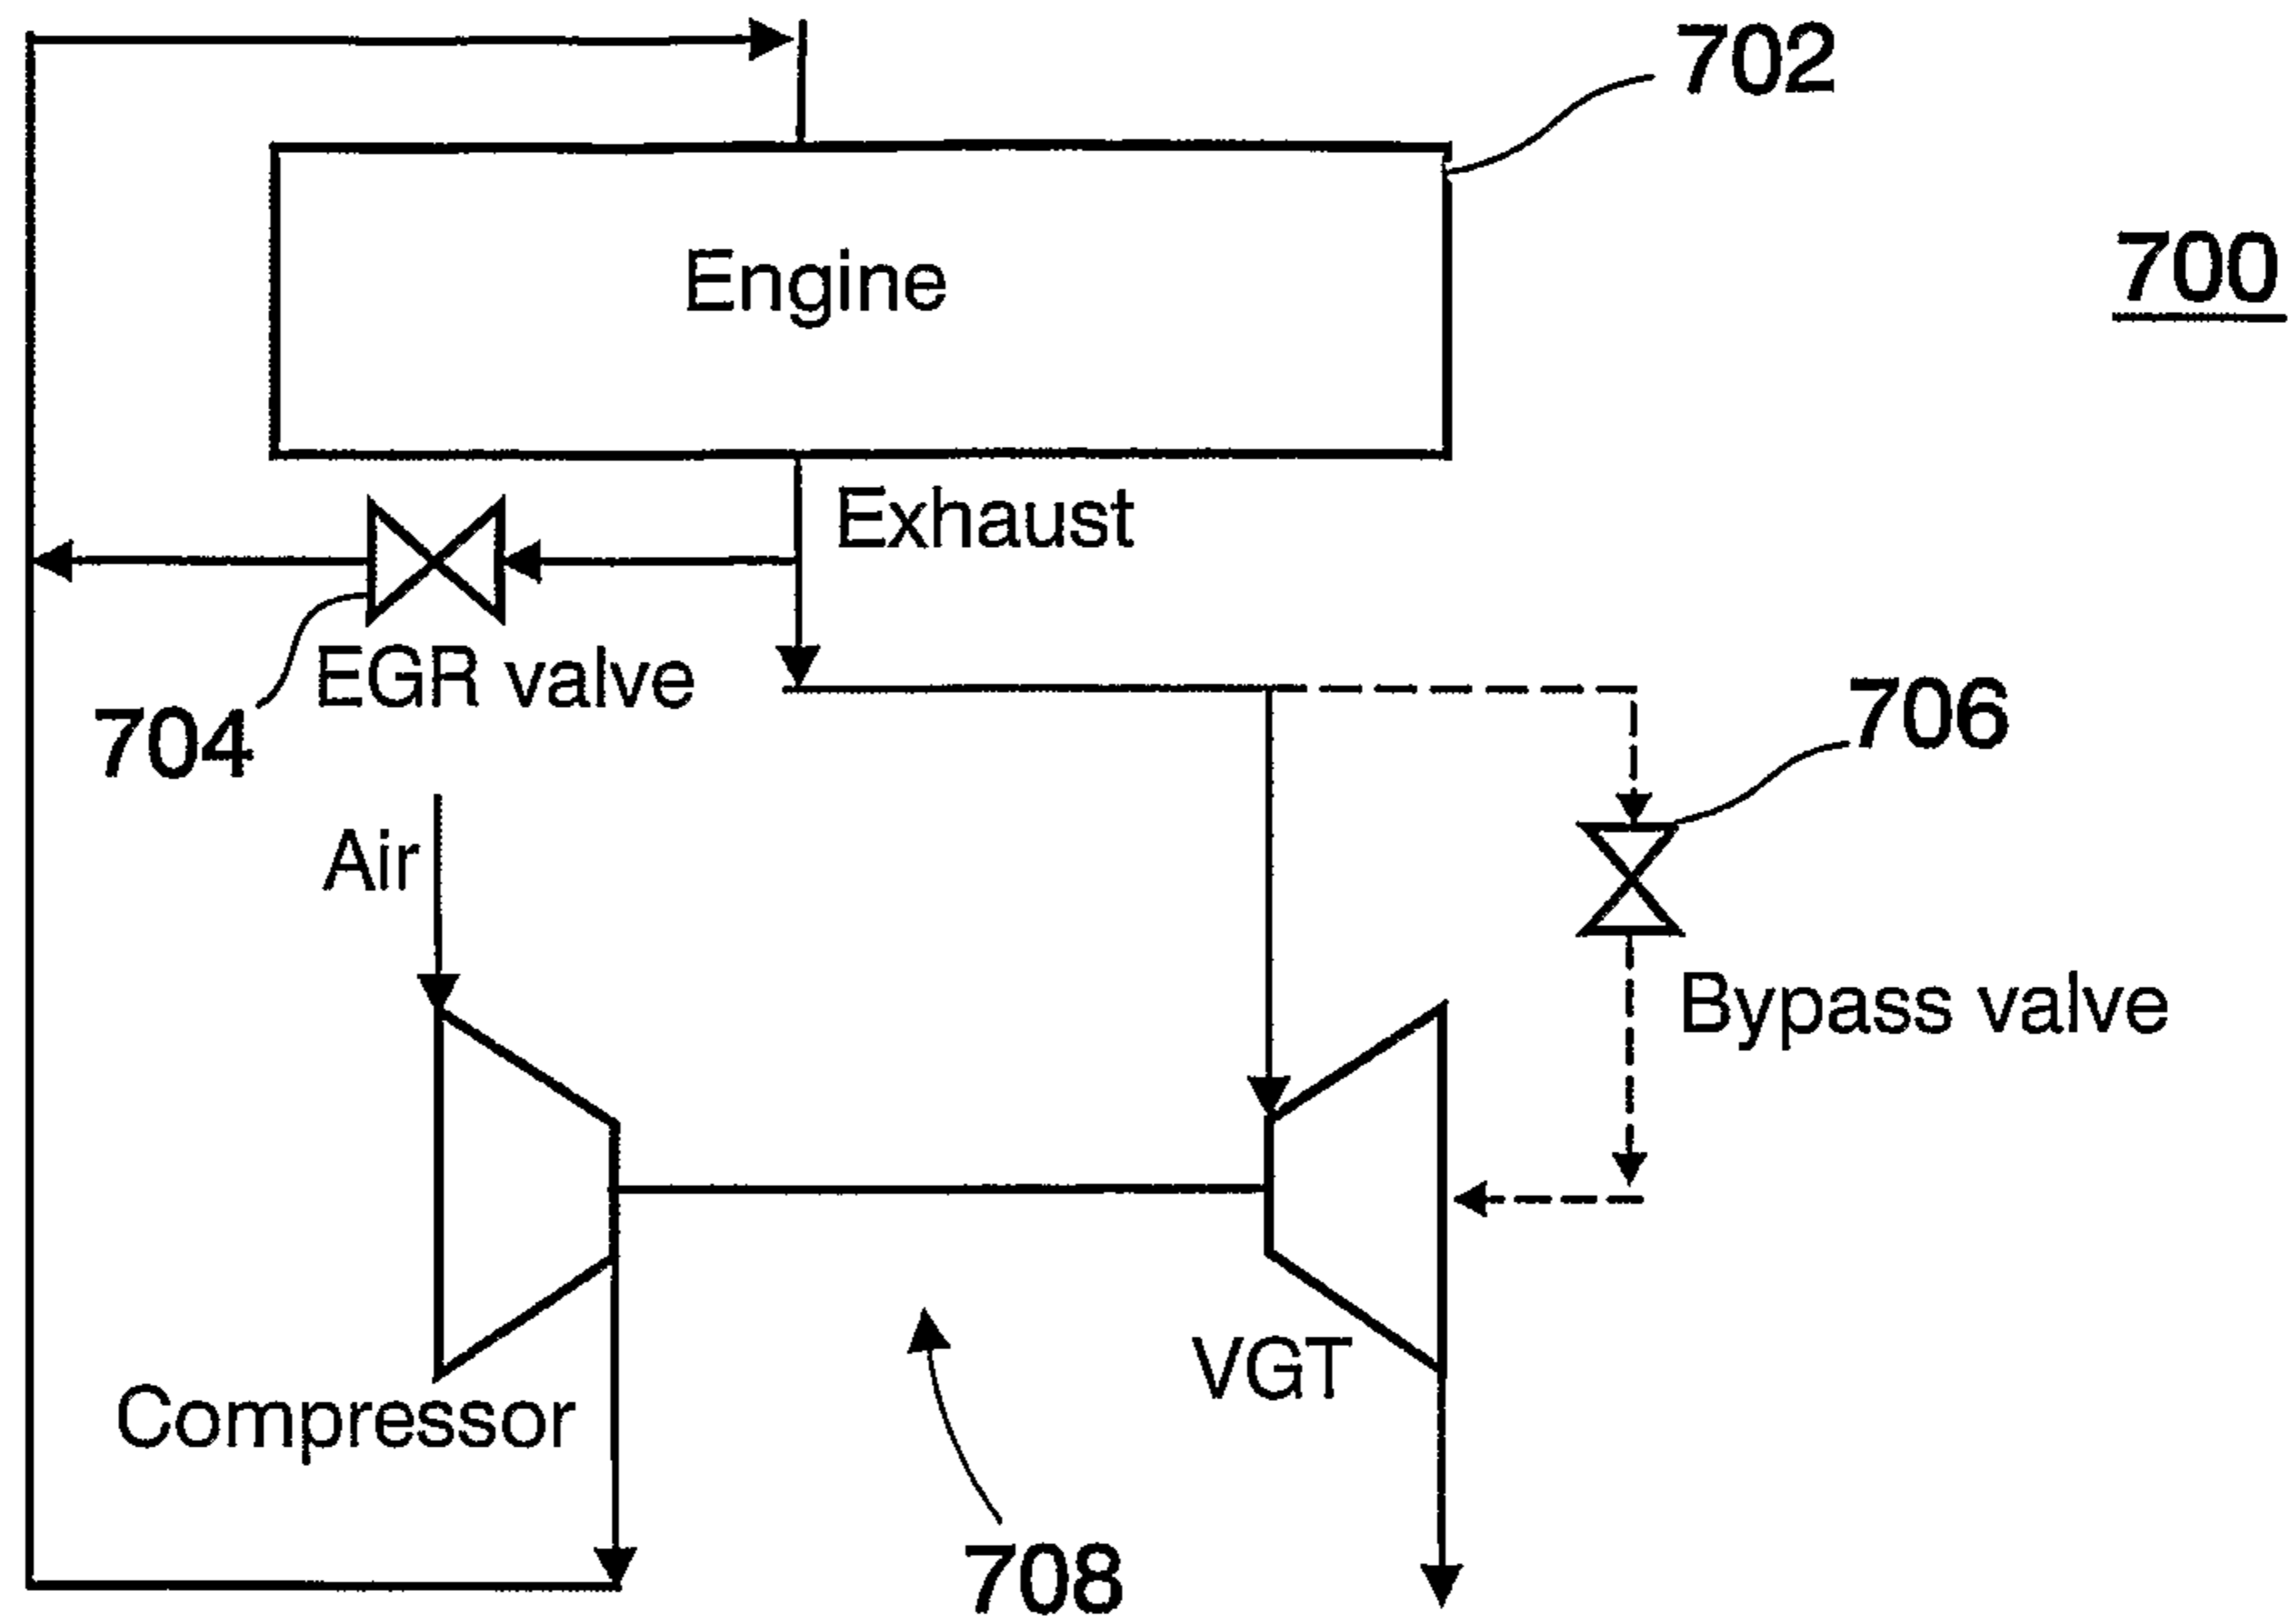 702
Engine
700
Exhaust
EGR valve
704
706
Air
Bypass valve
VGT
Compressor
708